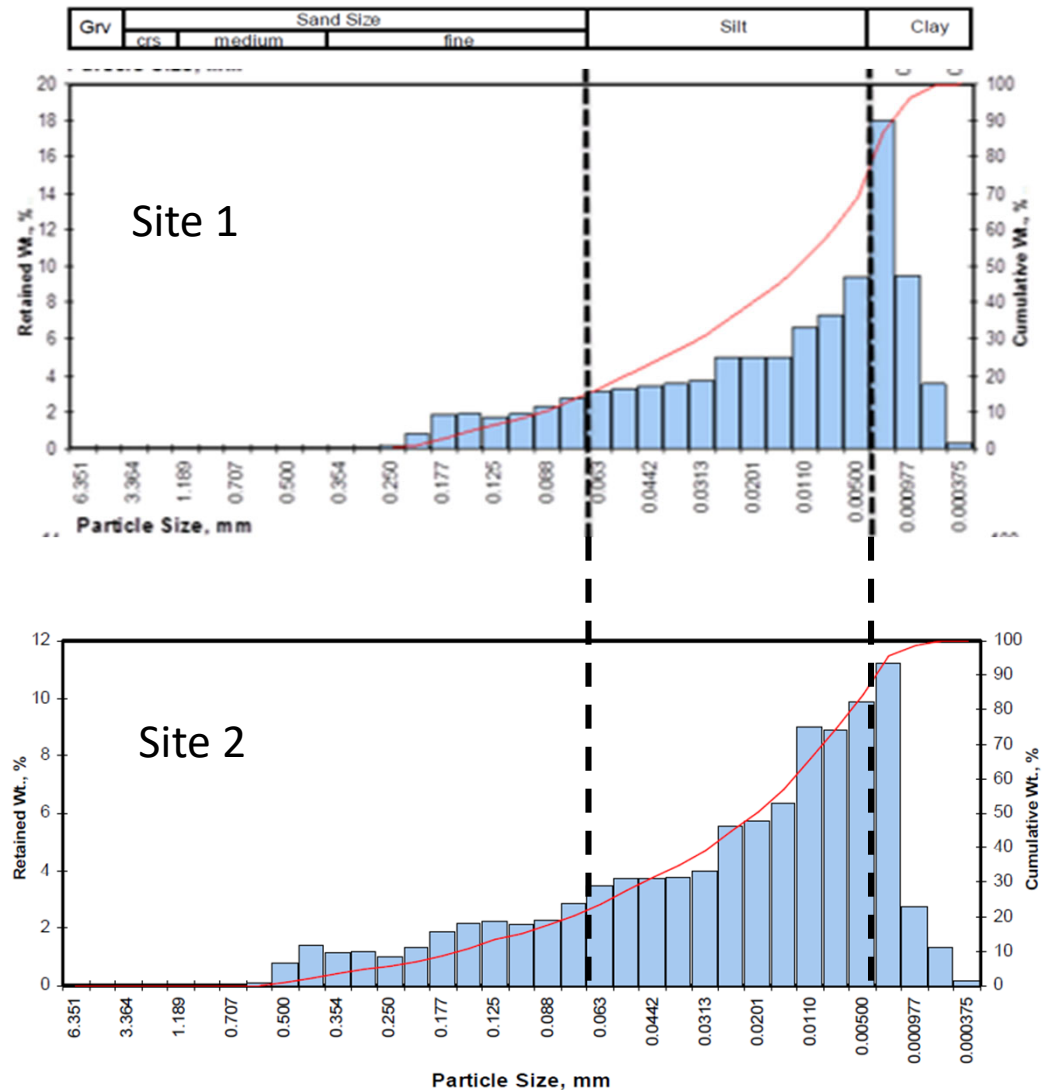 Grv Sand Size Silt Clay
crs medium fine
20 100
18 90
16 80
14 70
12 60
10 50
8 40
6 30
4 20
2 10
0 0
Retained Wt., %
Cumulative Wt., %
Site 1
6.351 3.364 1.189 0.707 0.500 0.354 0.250 0.177 0.125 0.088 0.063 0.0442 0.0313 0.0201 0.0110 0.00500 0.000977 0.000375
Particle Size, mm
12 100
90
10 80
70
8 60
50
6 40
4 30
20
2 10
0 0
Retained Wt., %
Cumulative Wt., %
Site 2
6.351 3.364 1.189 0.707 0.500 0.354 0.250 0.177 0.125 0.088 0.063 0.0442 0.0313 0.0201 0.0110 0.00500 0.000977 0.000375
Particle Size, mm